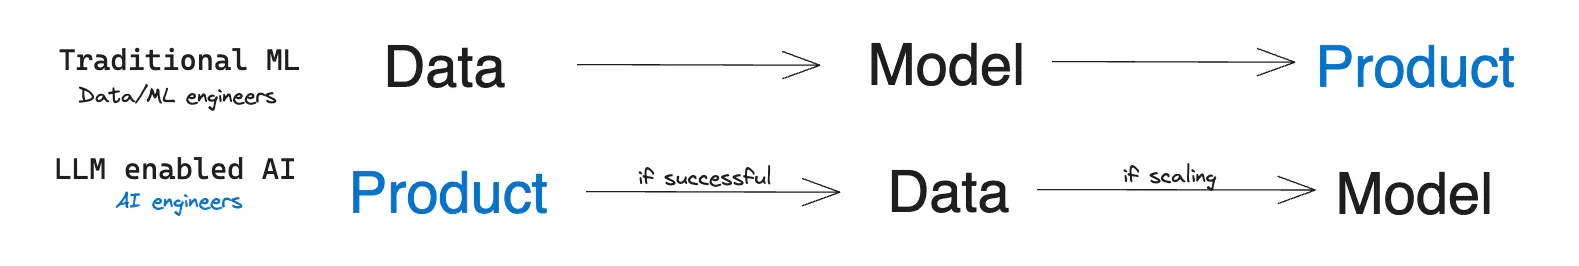 Traditional ML
Data/ML engineers
Data
Model
Product
LLM enabled AI
AI engineers
Product
if successful
Data
if scaling
Model